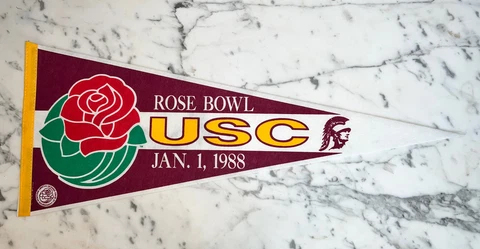 ROSE BOWL
USC
JAN. 1, 1988